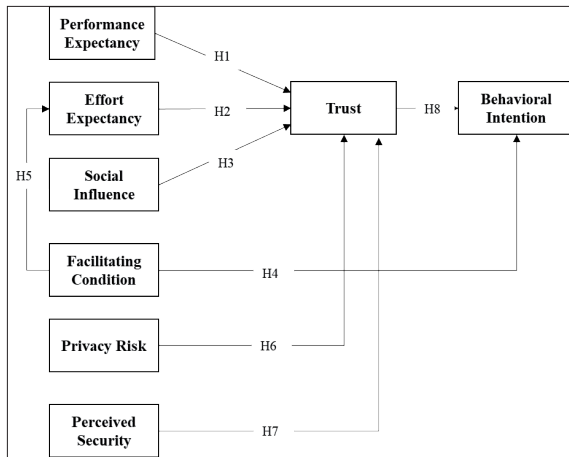 Performance
Expectancy
H1
Effort
Expectancy
H2
Trust
H8
Behavioral
Intention
H5
Social
Influence
H3
Facilitating
Condition
H4
Privacy Risk
H6
Perceived
Security
H7